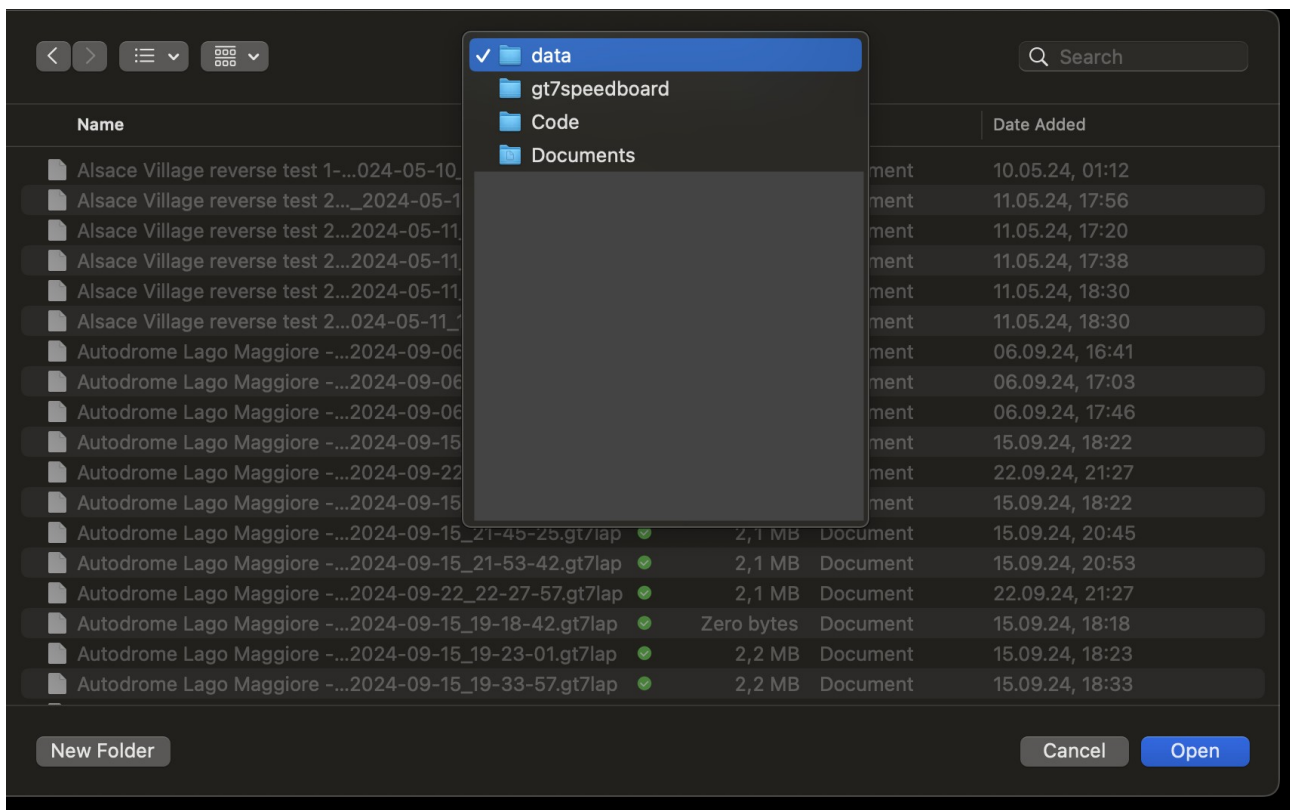 data
Search
gt7speedboard
Name
Code
Date Added
Documents
Alsace Village reverse test 1-...024-05-10_ ment 10.05.24, 01:12
Alsace Village reverse test 2..._2024-05-1 ment 11.05.24, 17:56
Alsace Village reverse test 2...2024-05-11_ ment 11.05.24, 17:20
Alsace Village reverse test 2...2024-05-11_ ment 11.05.24, 17:38
Alsace Village reverse test 2...2024-05-11_ ment 11.05.24, 18:30
Alsace Village reverse test 2...024-05-11_ ment 11.05.24, 18:30
Autodrome Lago Maggiore -...2024-09-06 ment 06.09.24, 16:41
Autodrome Lago Maggiore -...2024-09-06 ment 06.09.24, 17:03
Autodrome Lago Maggiore -...2024-09-06 ment 06.09.24, 17:46
Autodrome Lago Maggiore -...2024-09-15 ment 15.09.24, 18:22
Autodrome Lago Maggiore -...2024-09-22 ment 22.09.24, 21:27
Autodrome Lago Maggiore -...2024-09-15 ment 15.09.24, 18:22
Autodrome Lago Maggiore -...2024-09-15_21-45-25.gt7lap 2,1 MB Document 15.09.24, 20:45
Autodrome Lago Maggiore -...2024-09-15_21-53-42.gt7lap 2,1 MB Document 15.09.24, 20:53
Autodrome Lago Maggiore -...2024-09-22_22-27-57.gt7lap 2,1 MB Document 22.09.24, 21:27
Autodrome Lago Maggiore -...2024-09-15_19-18-42.gt7lap Zero bytes Document 15.09.24, 18:18
Autodrome Lago Maggiore -...2024-09-15_19-23-01.gt7lap 2,2 MB Document 15.09.24, 18:23
Autodrome Lago Maggiore -...2024-09-15_19-33-57.gt7lap 2,2 MB Document 15.09.24, 18:33
New Folder
Cancel
Open